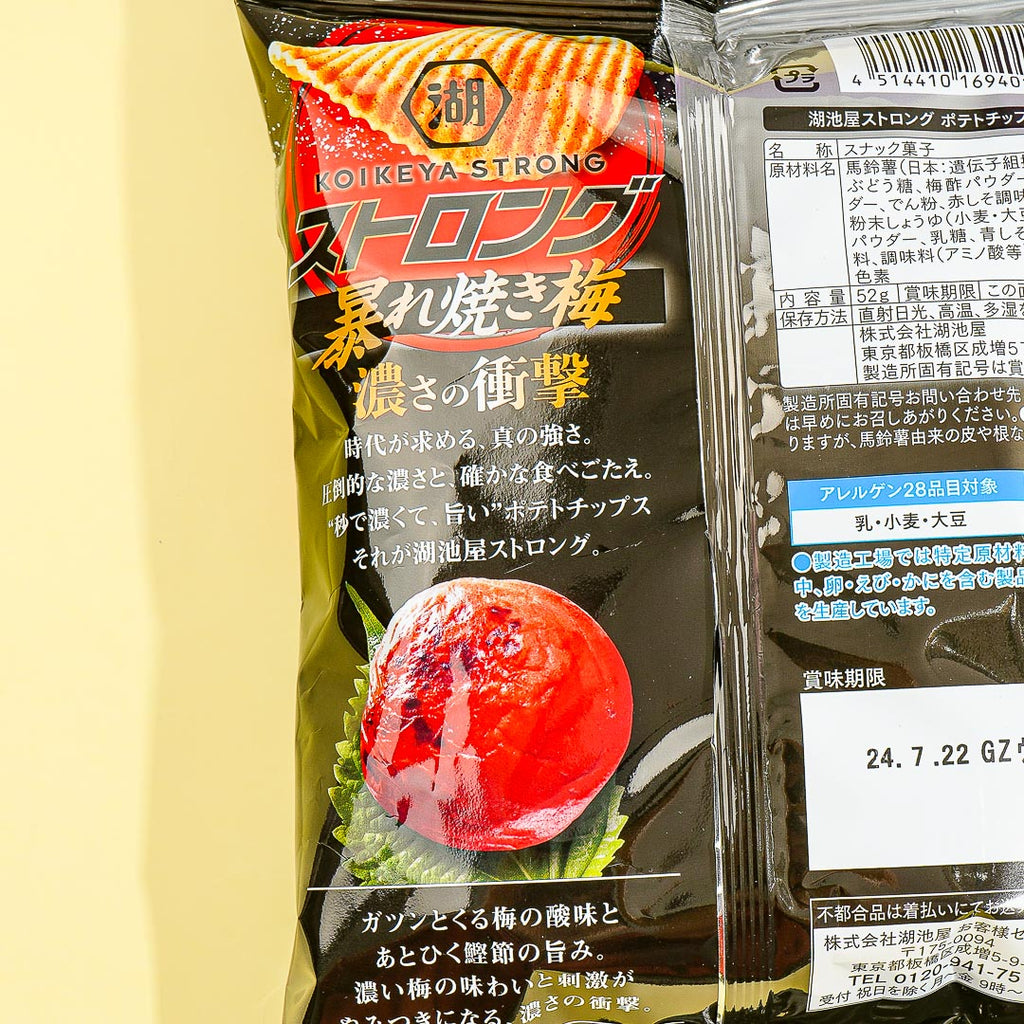 湖
KOIKEYA STRONG
ストロング
暴れ焼き梅
濃さの衝撃
時代が求める、真の強さ。
圧倒的な濃さと、確かな食べごたえ。
“秒で濃くて、旨い”ポテトチップス
それが湖池屋ストロング。
ガツンとくる梅の酸味と
あとひく鰹節の旨み。
濃い梅の味わいと刺激が
やみつきになる、濃さの衝撃。
プラ
4 514410 16940
湖池屋ストロング ポテトチップ
名 称 スナック菓子
原材料名 馬鈴薯(日本:遺伝子組
ぶどう糖、梅酢パウダー
ダー、でん粉、赤しそ調味
粉末しょうゆ(小麦・大豆
パウダー、乳糖、青しそ
料、調味料(アミノ酸等
色素
内 容 量 52g 賞味期限 この面
保存方法 直射日光、高温、多湿
株式会社湖池屋
東京都板橋区成増5
製造所固有記号は賞
製造所固有記号お問い合わせ先
は早めにお召しあがりください。
りますが、馬鈴薯由来の皮や根な
アレルゲン28品目対象
乳・小麦・大豆
●製造工場では特定原材料
中、卵・えび・かにを含む製品
を生産しています。
賞味期限
24.7.22 GZ
不都合品は着払いにてお送
株式会社湖池屋 お客様セ
〒175-0094
東京都板橋区成増5-9-
TEL 0120-941-75
受付 祝日を除く月～金 9時～